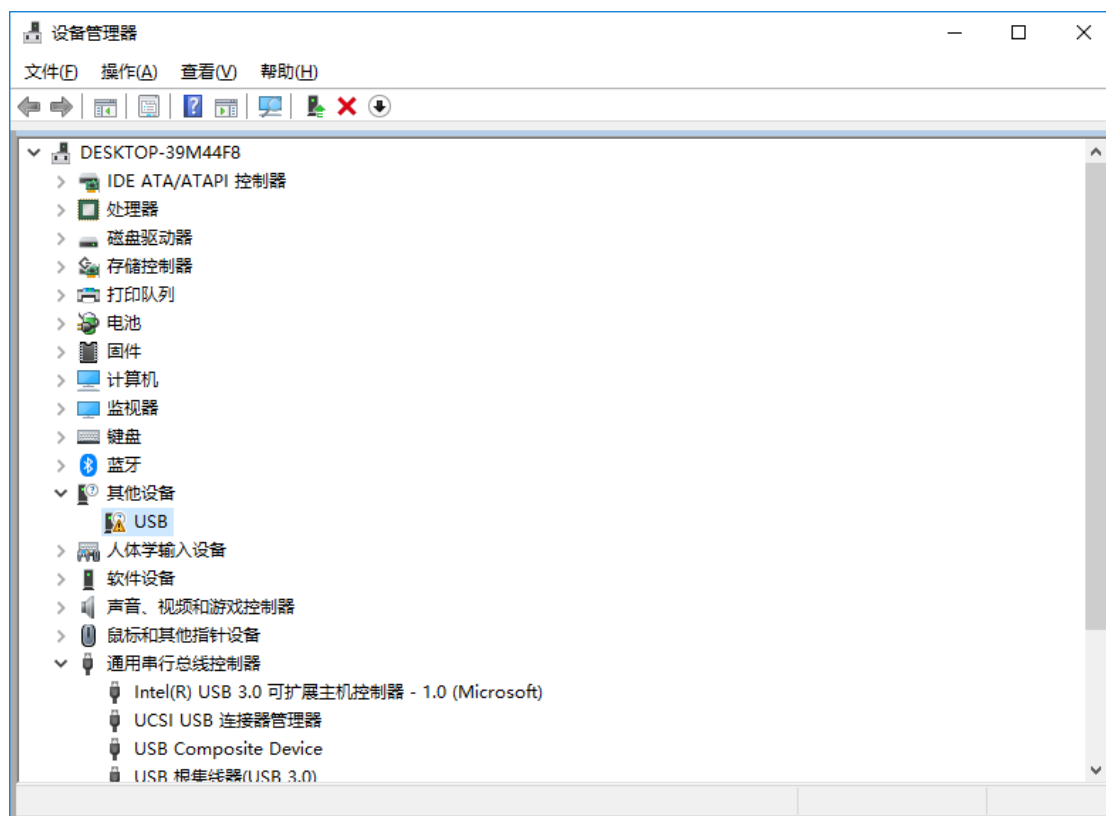 设备管理器
文件(F) 操作(A) 查看(V) 帮助(H)
DESKTOP-39M44F8
IDE ATA/ATAPI 控制器
处理器
磁盘驱动器
存储控制器
打印队列
电池
固件
计算机
监视器
键盘
蓝牙
其他设备
USB
人体学输入设备
软件设备
声音、视频和游戏控制器
鼠标和其他指针设备
通用串行总线控制器
Intel(R) USB 3.0 可扩展主机控制器 - 1.0 (Microsoft)
UCSI USB 连接器管理器
USB Composite Device
USB 根集线器(USB 3.0)